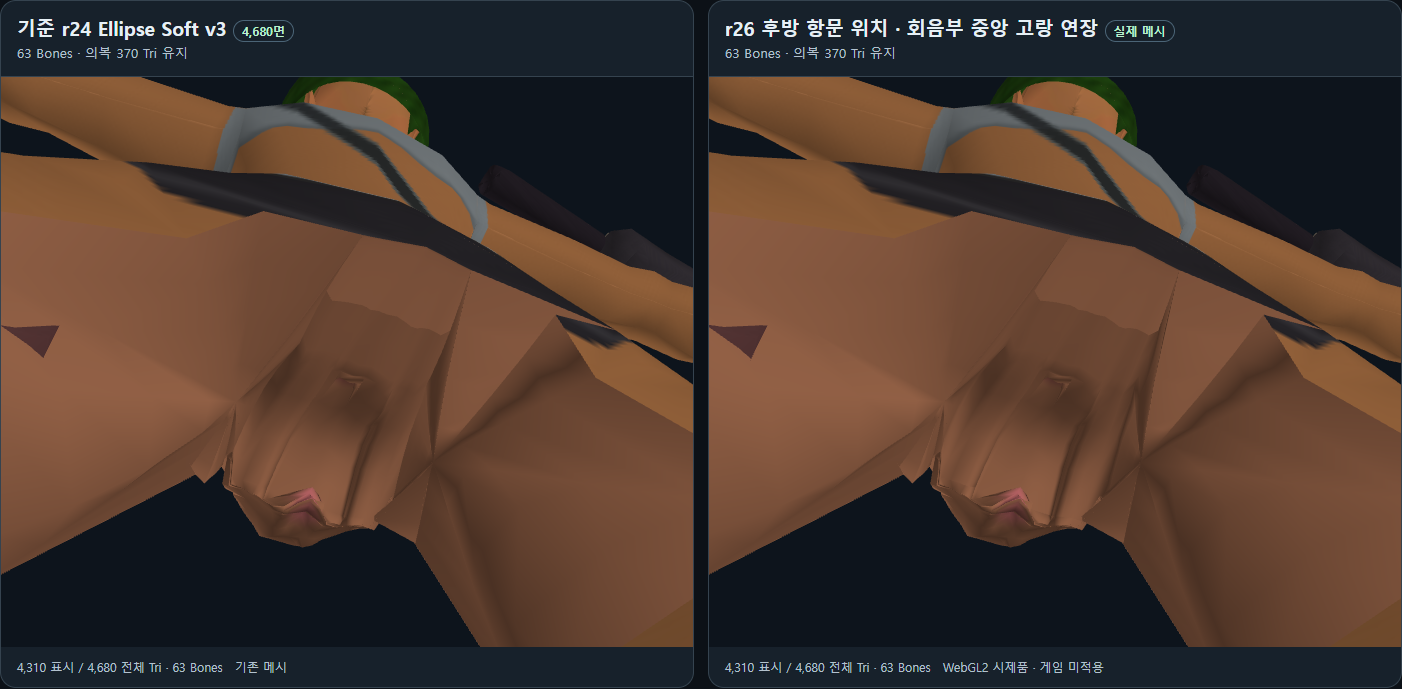 기준 r24 Ellipse Soft v3 4,680면
63 Bones · 의복 370 Tri 유지
4,310 표시 / 4,680 전체 Tri · 63 Bones 기존 메시
r26 후방 항문 위치 · 회음부 중앙 고랑 연장 실제 메시
63 Bones · 의복 370 Tri 유지
4,310 표시 / 4,680 전체 Tri · 63 Bones WebGL2 시제품 · 게임 미적용